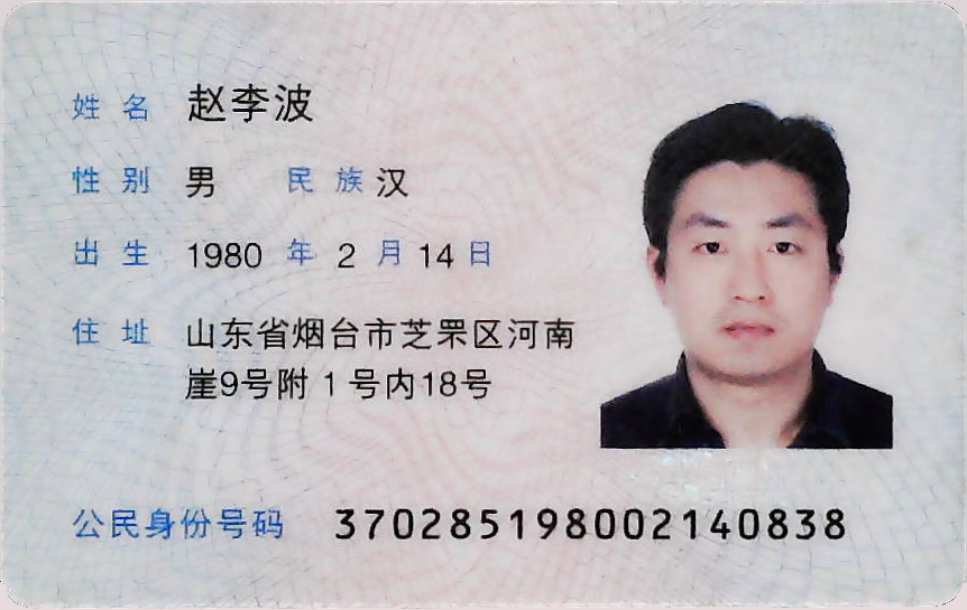 姓名 赵李波
性别 男 民族 汉
出生 1980 年 2 月 14 日
住址 山东省烟台市芝罘区河南
崖9号附1号内18号
公民身份号码 370285198002140838